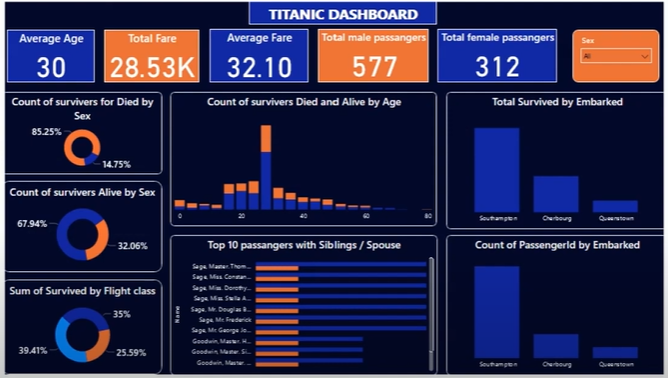 TITANIC DASHBOARD
Average Age
30
Total Fare
28.53K
Average Fare
32.10
Total male passangers
577
Total female passangers
312
Sex
All
Count of survivers for Died by
Sex
85.25%
14.75%
Count of survivers Alive by Sex
67.94%
32.06%
Sum of Survived by Flight class
35%
39.41%
25.59%
Count of survivers Died and Alive by Age
0
20
40
60
80
Top 10 passangers with Siblings / Spouse
Name
Sage, Master. Thom...
Sage, Miss. Constan...
Sage, Miss. Dorothy...
Sage, Miss. Stella A...
Sage, Mr. Douglas B...
Sage, Mr. Frederick
Sage, Mr. George Jo...
Goodwin, Master. H...
Goodwin, Master. Si...
Goodwin, Master. ...
Total Survived by Embarked
Southampton
Cherbourg
Queenstown
Count of PassengerId by Embarked
Southampton
Cherbourg
Queenstown